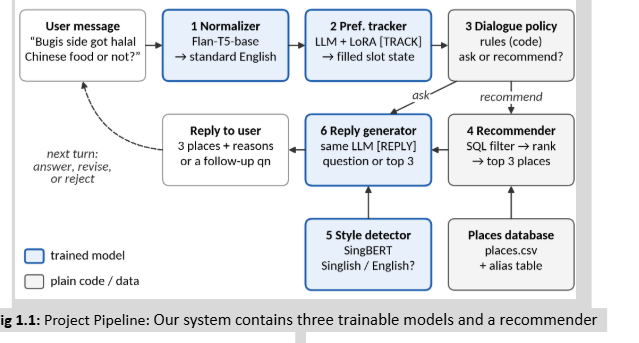 User message
"Bugis side got halal
Chinese food or not?"
1 Normalizer
Flan-T5-base
→ standard English
2 Pref. tracker
LLM + LoRA [TRACK]
→ filled slot state
3 Dialogue policy
rules (code)
ask or recommend?
ask
recommend
Reply to user
3 places + reasons
or a follow-up qn
6 Reply generator
same LLM [REPLY]
question or top 3
4 Recommender
SQL filter → rank
→ top 3 places
next turn:
answer, revise,
or reject
5 Style detector
SingBERT
Singlish / English?
Places database
places.csv
+ alias table
trained model
plain code / data
ig 1.1: Project Pipeline: Our system contains three trainable models and a recommender